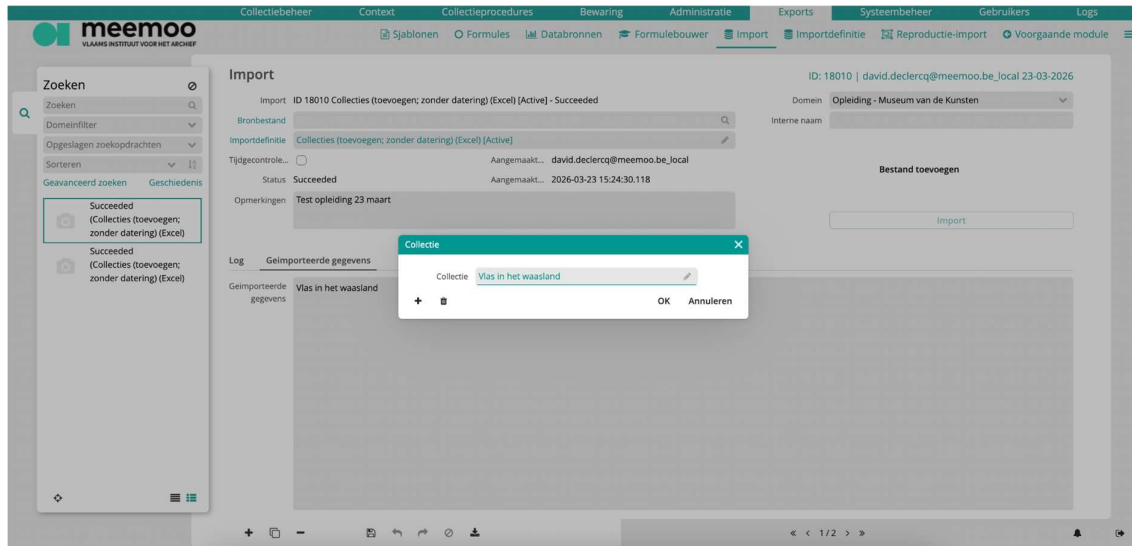 Collectiebeheer Context Collectieprocedures Bewaring Administratie Exports Systeembeheer Gebruikers Logs
meemoo
VLAAMS INSTITUUT VOOR HET ARCHIEF
Sjablonen Formules Databronnen Formulebouwer Import Importdefinitie Reproductie-import Voorgaande module
Zoeken
Zoeken
Domeinfilter
Opgeslagen zoekopdrachten
Sorteren
Geavanceerd zoeken Geschiedenis
Succeeded
(Collecties (toevoegen;
zonder datering) (Excel)
Succeeded
(Collecties (toevoegen;
zonder datering) (Excel)
Import
ID: 18010 | david.declercq@meemoo.be_local 23-03-2026
Import ID 18010 Collecties (toevoegen; zonder datering) (Excel) [Active] - Succeeded
Domein Opleiding - Museum van de Kunsten
Bronbestand
Interne naam
Importdefinitie Collecties (toevoegen; zonder datering) (Excel) [Active]
Tijdgecontrole... Aangemaakt... david.declercq@meemoo.be_local
Status Succeeded Aangemaakt... 2026-03-23 15:24:30.118
Bestand toevoegen
Opmerkingen Test opleiding 23 maart
Import
Log Geimporteerde gegevens
Geimporteerde gegevens Vlas in het waasland
Collectie
Collectie Vlas in het waasland
OK Annuleren
1/2